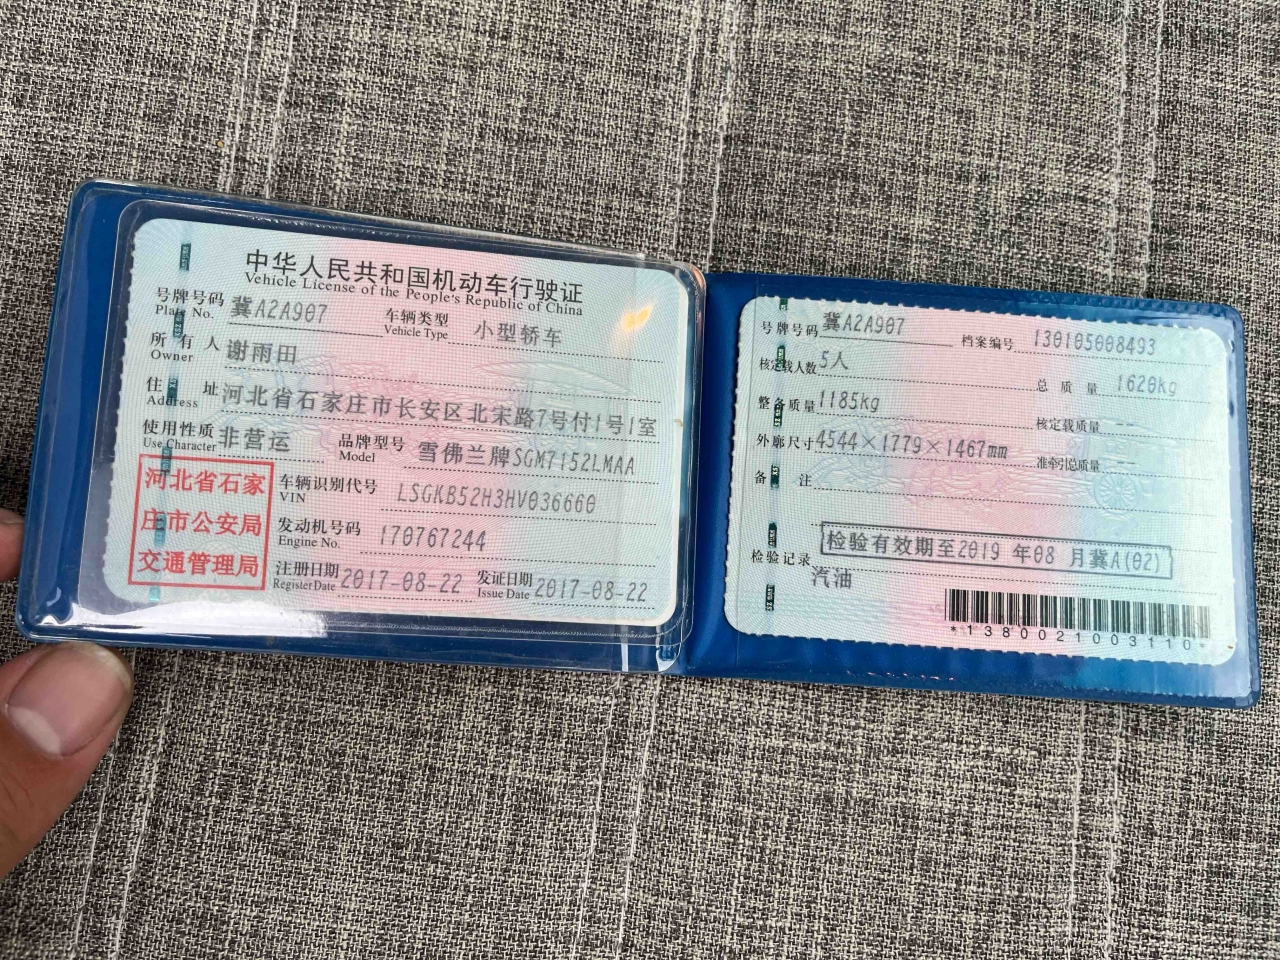 中华人民共和国机动车行驶证
Vehicle License of the People's Republic of China
号牌号码 冀A2A907 车辆类型 小型轿车
Plate No. Vehicle Type
所有人 谢雨田
Owner
住址 河北省石家庄市长安区北宋路7号付1号1室
Address
使用性质 非营运 品牌型号 雪佛兰牌SGM7152LMAA
Use Character Model
河北省石家
庄市公安局
交通管理局
车辆识别代号 LSGKB52H3HV036660
VIN
发动机号码 170767244
Engine No.
注册日期 2017-08-22 发证日期 2017-08-22
Register Date Issue Date
号牌号码 冀A2A907 档案编号 130105008493
核定载人数 5人 总质量 1620kg
整备质量 1185kg 核定载质量 --
外廓尺寸 4544×1779×1467mm 准牵引总质量 --
备注
检验有效期至2019年08月冀A(02)
检验记录
汽油
*1380021003110*